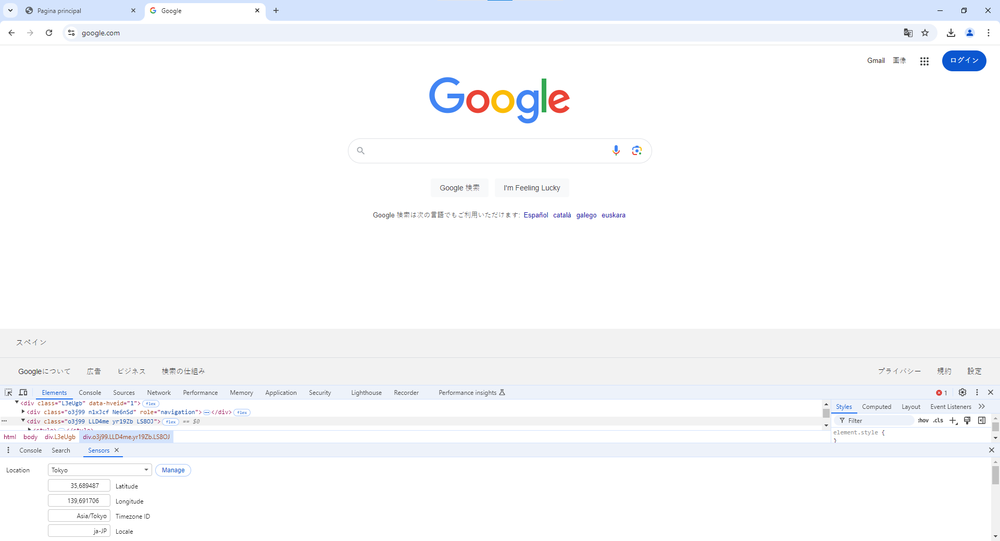 Pagina principal
Google
google.com
Gmail 画像 ログイン
Google
Google 検索 I'm Feeling Lucky
Google 検索は次の言語でもご利用いただけます: Español català galego euskara
スペイン
Googleについて 広告 ビジネス 検索の仕組み プライバシー 規約 設定
Elements Console Sources Network Performance Memory Application Security Lighthouse Recorder Performance insights 1
<div class="L3eUgb" data-hveid="1"> flex
<div class="o3j99 n1xJcf Ne6nSd" role="navigation"> </div> flex
<div class="o3j99 LLD4me yr19Zb LS8OJ"> flex == $0
<style> </style>
html body div.L3eUgb div.o3j99.LLD4me.yr19Zb.LS8OJ
Styles Computed Layout Event Listeners
Filter :hov .cls
element.style {
}
Console Search Sensors
Location Tokyo Manage
35,689487 Latitude
139,691706 Longitude
Asia/Tokyo Timezone ID
ja-JP Locale